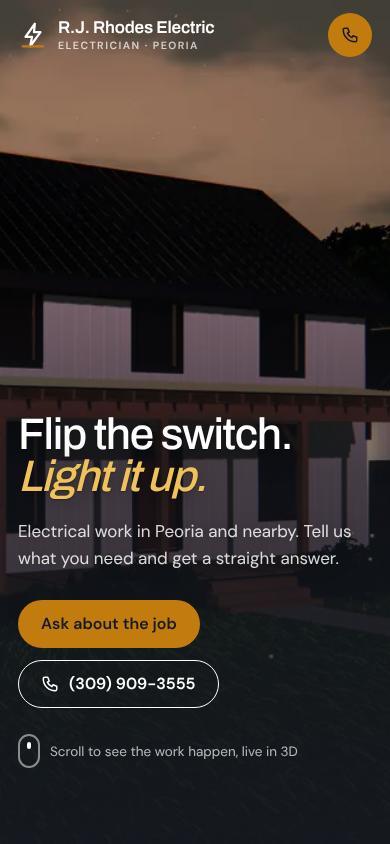 R.J. Rhodes Electric
ELECTRICIAN · PEORIA
Flip the switch.
Light it up.
Electrical work in Peoria and nearby. Tell us
what you need and get a straight answer.
Ask about the job
(309) 909-3555
Scroll to see the work happen, live in 3D